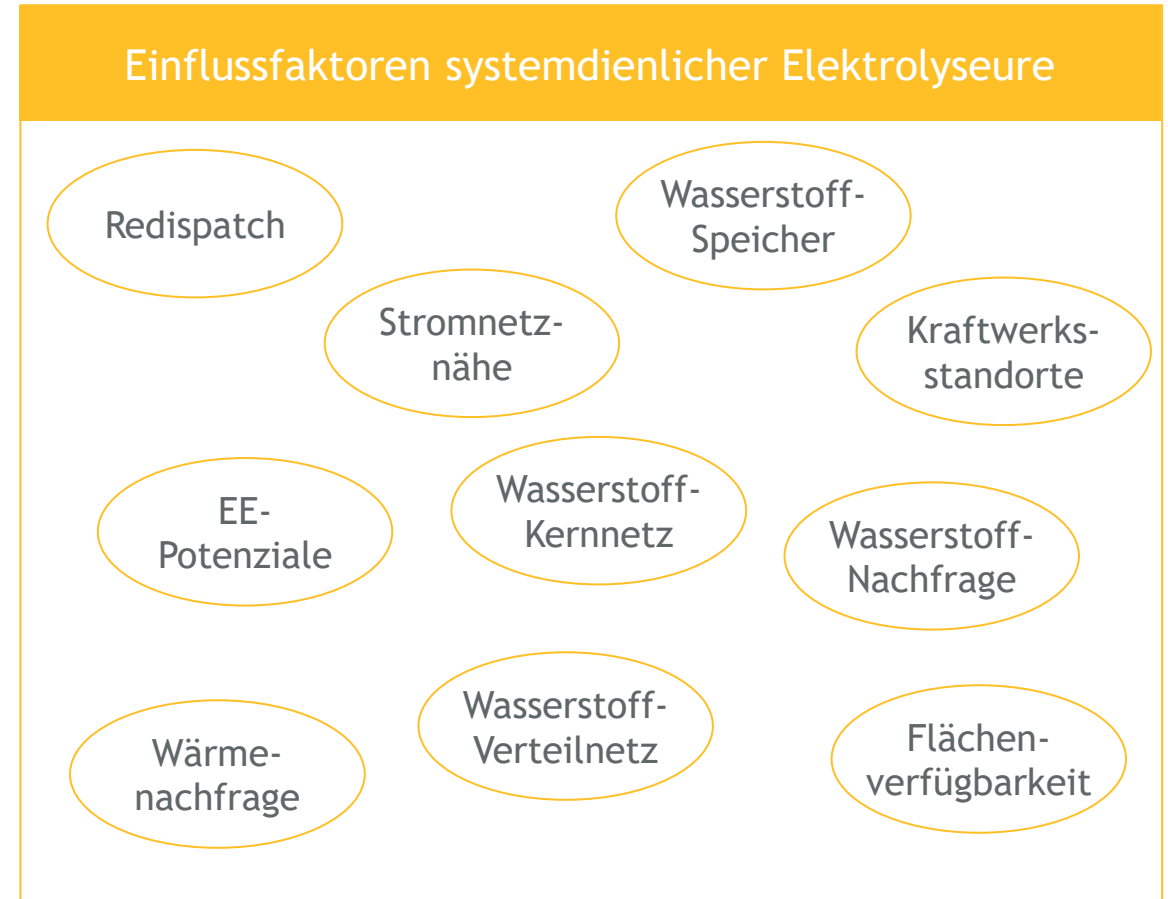 Einflussfaktoren systemdienlicher Elektrolyseure
Redispatch
Wasserstoff-
Speicher
Stromnetz-
nähe
Kraftwerks-
standorte
EE-
Potenziale
Wasserstoff-
Kernnetz
Wasserstoff-
Nachfrage
Wärme-
nachfrage
Wasserstoff-
Verteilnetz
Flächen-
verfügbarkeit